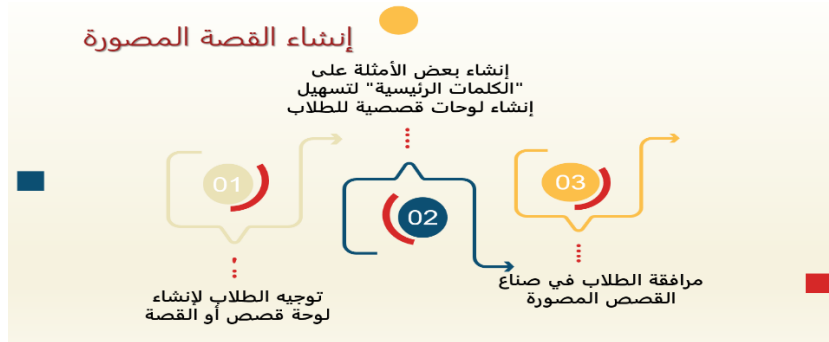 إنشاء القصة المصورة
إنشاء بعض الأمثلة على
"الكلمات الرئيسية" لتسهيل
إنشاء لوحات قصصية للطلاب
01
02
03
توجيه الطلاب لإنشاء
لوحة قصص أو القصة
مرافقة الطلاب في صناع
القصص المصورة